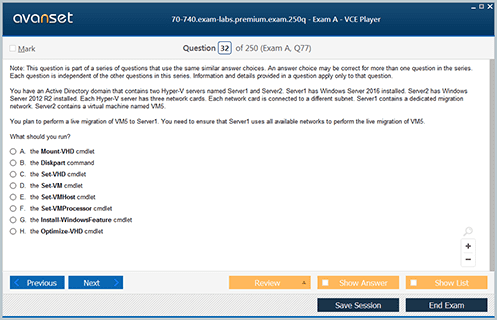 avanset
70-740.exam-labs.premium.exam.250q - Exam A - VCE Player
Mark
Question 32 of 250 (Exam A, Q77)
Note: This question is part of a series of questions that use the same similar answer choices. An answer choice may be correct for more than one question in the series.
Each question is independent of the other questions in this series. Information and details provided in a question apply only to that question.
You have an Active Directory domain that contains two Hyper-V servers named Server1 and Server2. Server1 has Windows Server 2016 installed. Server2 has Windows
Server 2012 R2 installed. Each Hyper-V server has three network cards. Each network card is connected to a different subnet. Server1 contains a dedicated migration
network. Server2 contains a virtual machine named VM5.
You plan to perform a live migration of VM5 to Server1. You need to ensure that Server1 uses all available networks to perform the live migration of VM5.
What should you run?
A. the Mount-VHD cmdlet
B. the Diskpart command
C. the Set-VHD cmdlet
D. the Set-VM cmdlet
E. the Set-VMHost cmdlet
F. the Set-VMProcessor cmdlet
G. the Install-WindowsFeature cmdlet
H. the Optimize-VHD cmdlet
+
−
Previous
Next
Review
Show Answer
Show List
Save Session
End Exam